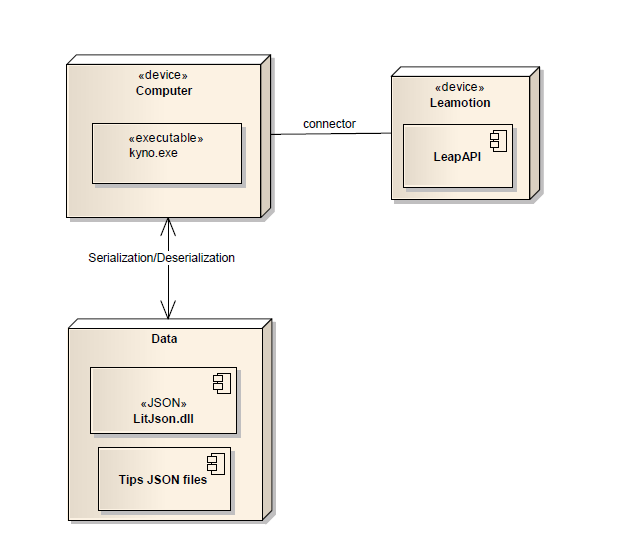 «device»
Computer
«executable»
kyno.exe
connector
«device»
Leamotion
LeapAPI
Serialization/Deserialization
Data
«JSON»
LitJson.dll
Tips JSON files